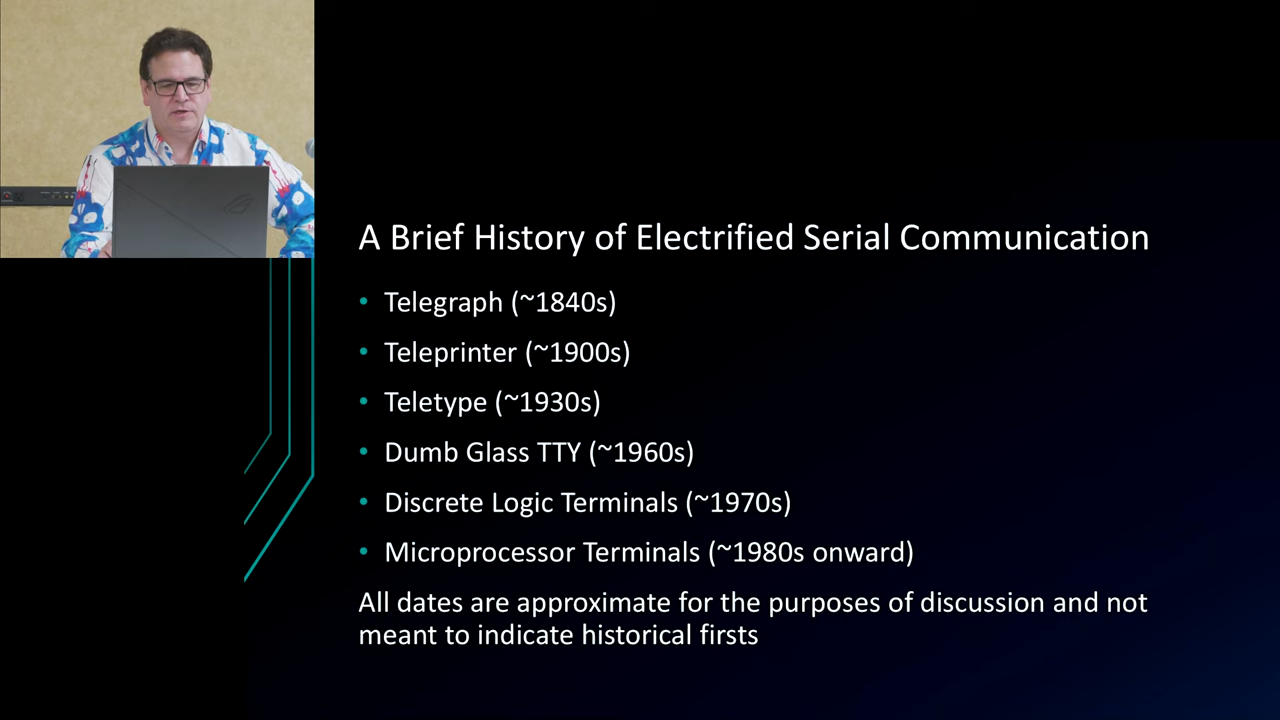 A Brief History of Electrified Serial Communication
• Telegraph (~1840s)
• Teleprinter (~1900s)
• Teletype (~1930s)
• Dumb Glass TTY (~1960s)
• Discrete Logic Terminals (~1970s)
• Microprocessor Terminals (~1980s onward)
All dates are approximate for the purposes of discussion and not
meant to indicate historical firsts